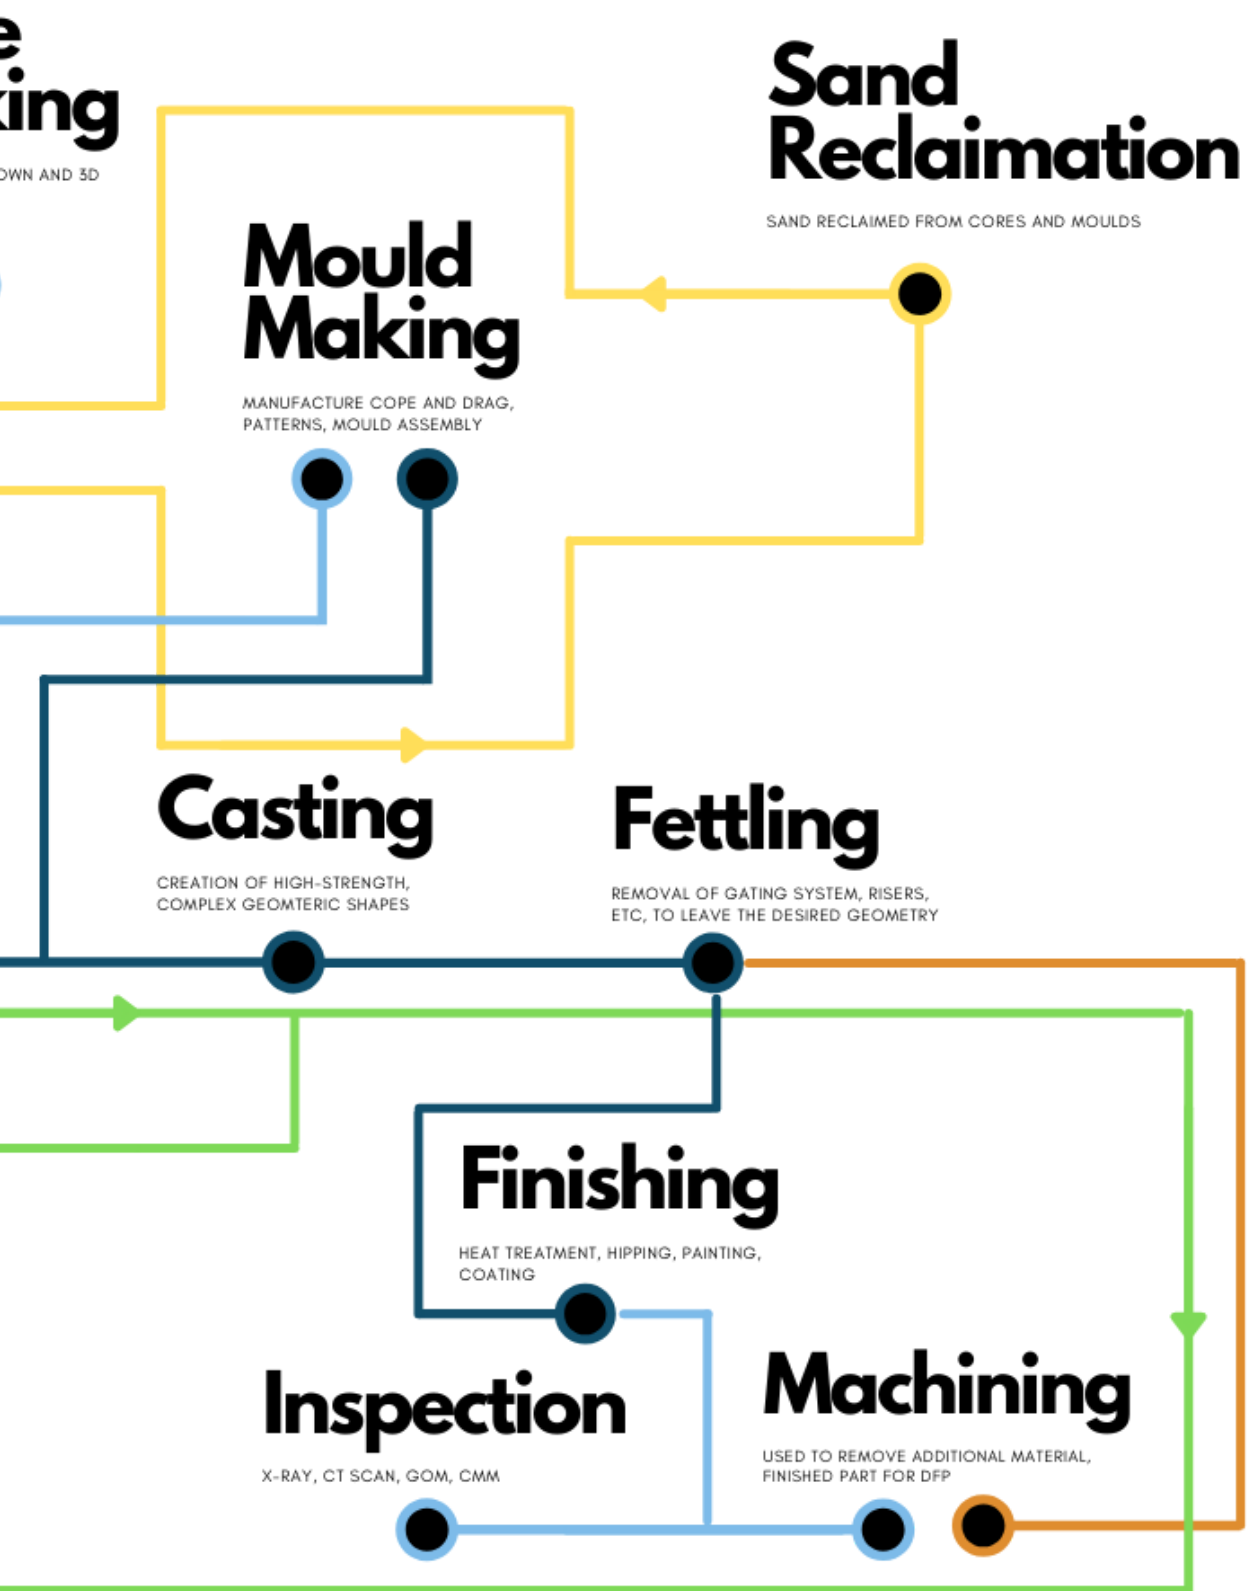 e
king
OWN AND 3D
Sand
Reclaimation
SAND RECLAIMED FROM CORES AND MOULDS
Mould
Making
MANUFACTURE COPE AND DRAG,
PATTERNS, MOULD ASSEMBLY
Casting
CREATION OF HIGH-STRENGTH,
COMPLEX GEOMTERIC SHAPES
Fettling
REMOVAL OF GATING SYSTEM, RISERS,
ETC, TO LEAVE THE DESIRED GEOMETRY
Finishing
HEAT TREATMENT, HIPPING, PAINTING,
COATING
Inspection
X-RAY, CT SCAN, GOM, CMM
Machining
USED TO REMOVE ADDITIONAL MATERIAL,
FINISHED PART FOR DFP